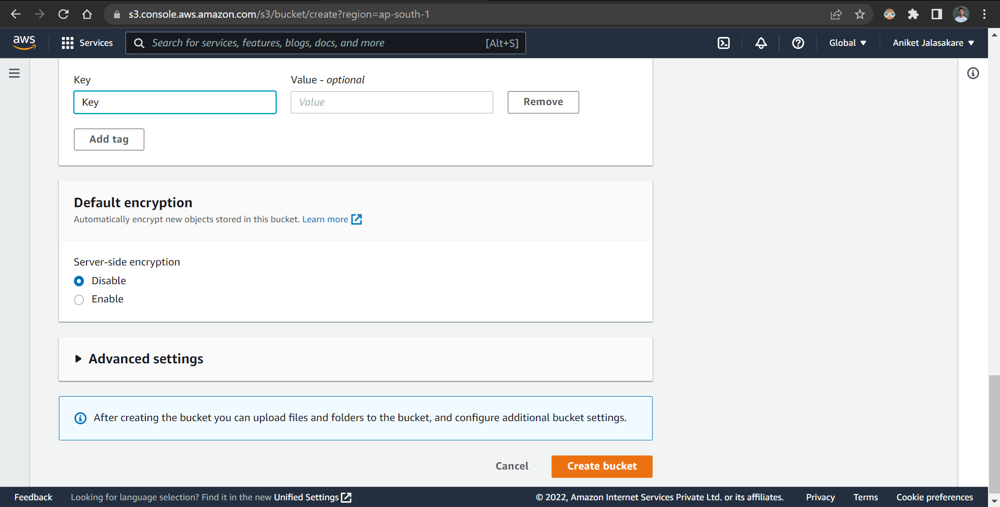 s3.console.aws.amazon.com/s3/bucket/create?region=ap-south-1
aws
Services
Search for services, features, blogs, docs, and more [Alt+S]
Global
Aniket Jalasakare
Key
Value - optional
Key
Value
Remove
Add tag
Default encryption
Automatically encrypt new objects stored in this bucket. Learn more
Server-side encryption
Disable
Enable
Advanced settings
After creating the bucket you can upload files and folders to the bucket, and configure additional bucket settings.
Cancel
Create bucket
Feedback
Looking for language selection? Find it in the new Unified Settings
© 2022, Amazon Internet Services Private Ltd. or its affiliates.
Privacy
Terms
Cookie preferences